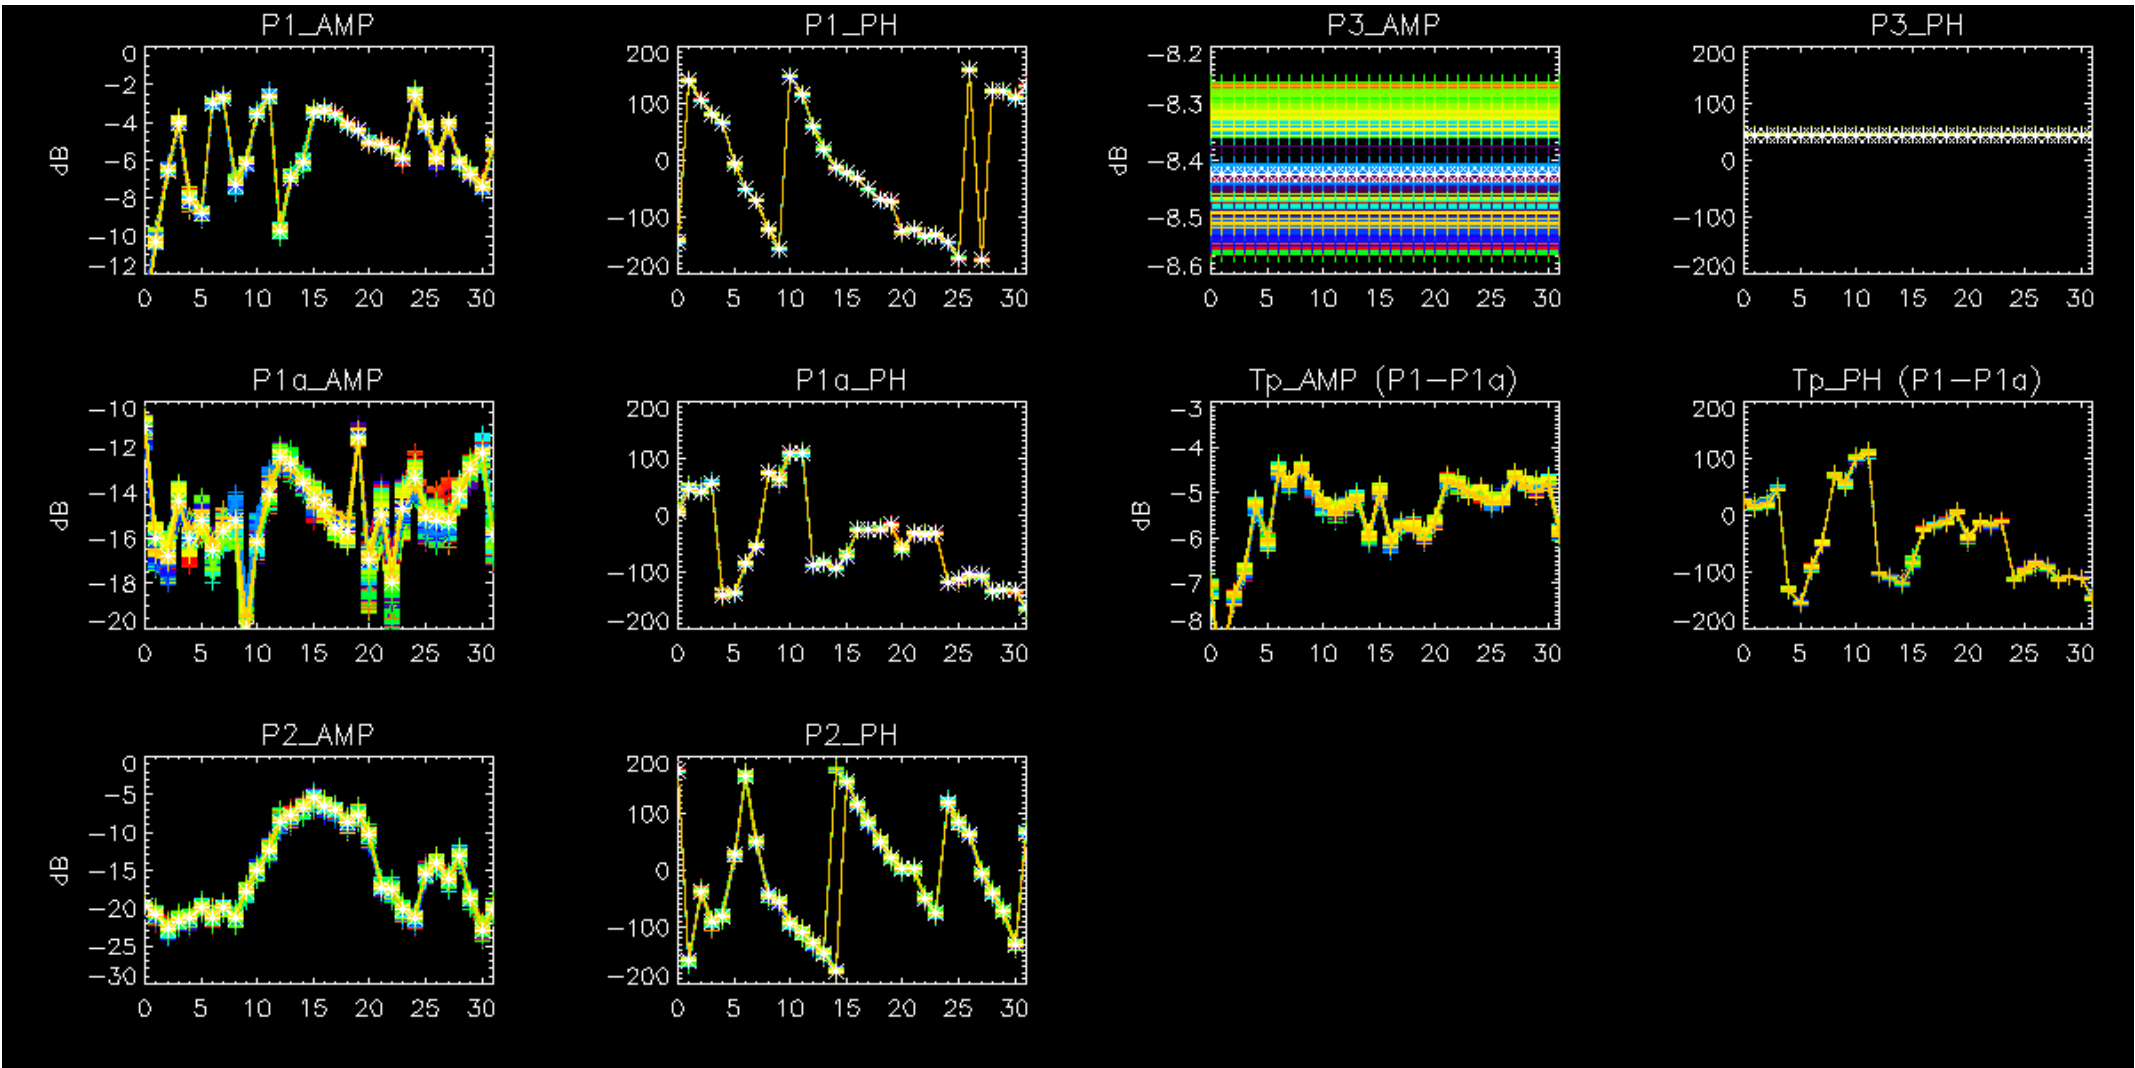 P1_AMP
P1_PH
P3_AMP
P3_PH
dB
0
-2
-4
-6
-8
-10
-12
0 5 10 15 20 25 30
200
100
0
-100
-200
0 5 10 15 20 25 30
dB
-8.2
-8.3
-8.4
-8.5
-8.6
0 5 10 15 20 25 30
200
100
0
-100
-200
0 5 10 15 20 25 30
P1a_AMP
P1a_PH
Tp_AMP (P1-P1a)
Tp_PH (P1-P1a)
dB
-10
-12
-14
-16
-18
-20
0 5 10 15 20 25 30
200
100
0
-100
-200
0 5 10 15 20 25 30
dB
-3
-4
-5
-6
-7
-8
0 5 10 15 20 25 30
200
100
0
-100
-200
0 5 10 15 20 25 30
P2_AMP
P2_PH
dB
0
-5
-10
-15
-20
-25
-30
0 5 10 15 20 25 30
200
100
0
-100
-200
0 5 10 15 20 25 30